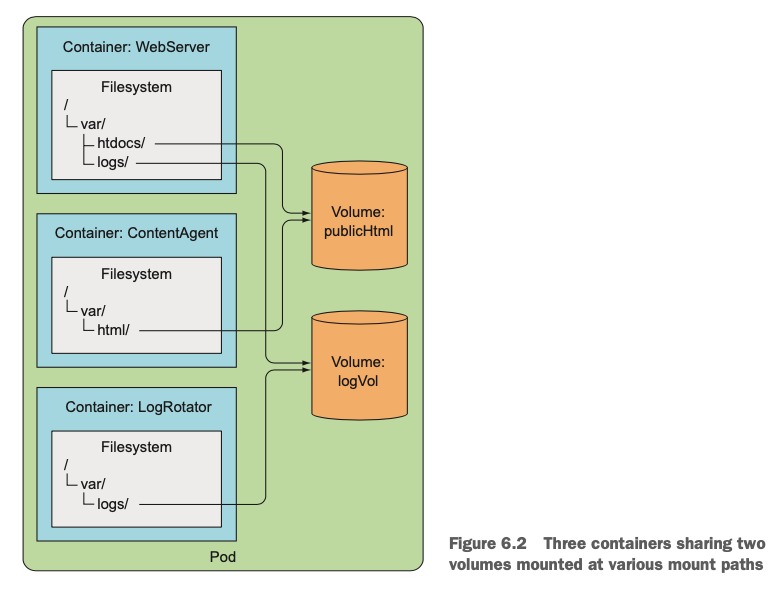 Container: WebServer
Filesystem
/
var/
htdocs/
logs/
Container: ContentAgent
Filesystem
/
var/
html/
Container: LogRotator
Filesystem
/
var/
logs/
Volume:
publicHtml
Volume:
logVol
Pod
Figure 6.2 Three containers sharing two
volumes mounted at various mount paths